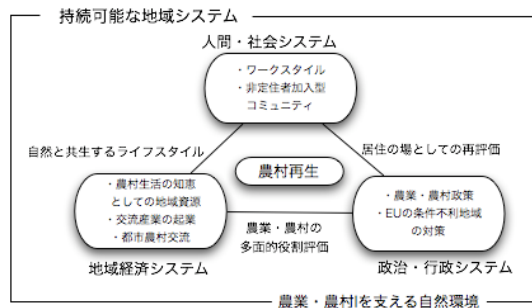 持続可能な地域システム
人間・社会システム
・ワークスタイル
・非定住者加入型
コミュニティ
自然と共生するライフスタイル
居住の場としての再評価
農村再生
・農村生活の知恵
としての地域資源
・交流産業の起業
・都市農村交流
・農業・農村政策
・EUの条件不利地域
の対策
農業・農村の
多面的役割評価
地域経済システム
政治・行政システム
農業・農村を支える自然環境